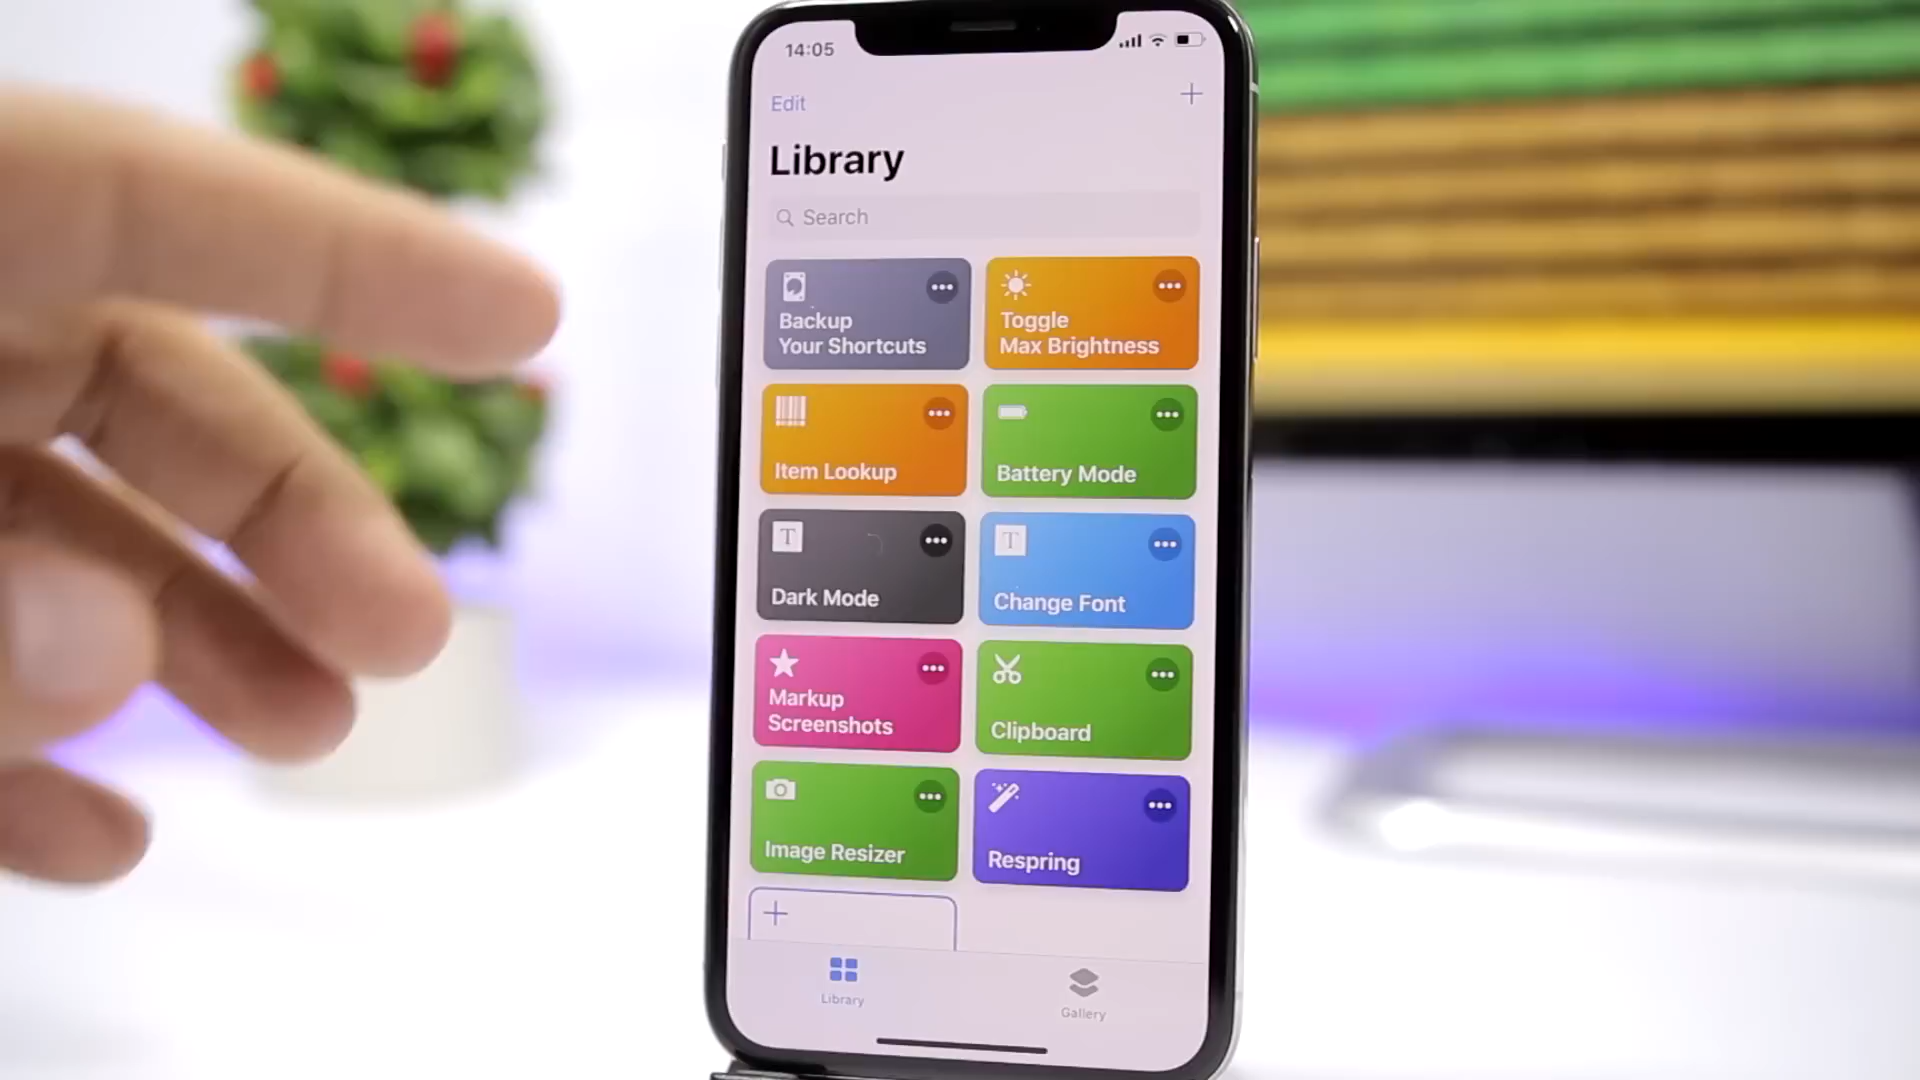 14:05
Edit
Library
Search
Backup
Your Shortcuts
Toggle
Max Brightness
Item Lookup
Battery Mode
T
Dark Mode
T
Change Font
Markup
Screenshots
Clipboard
Image Resizer
Respring
Library
Gallery